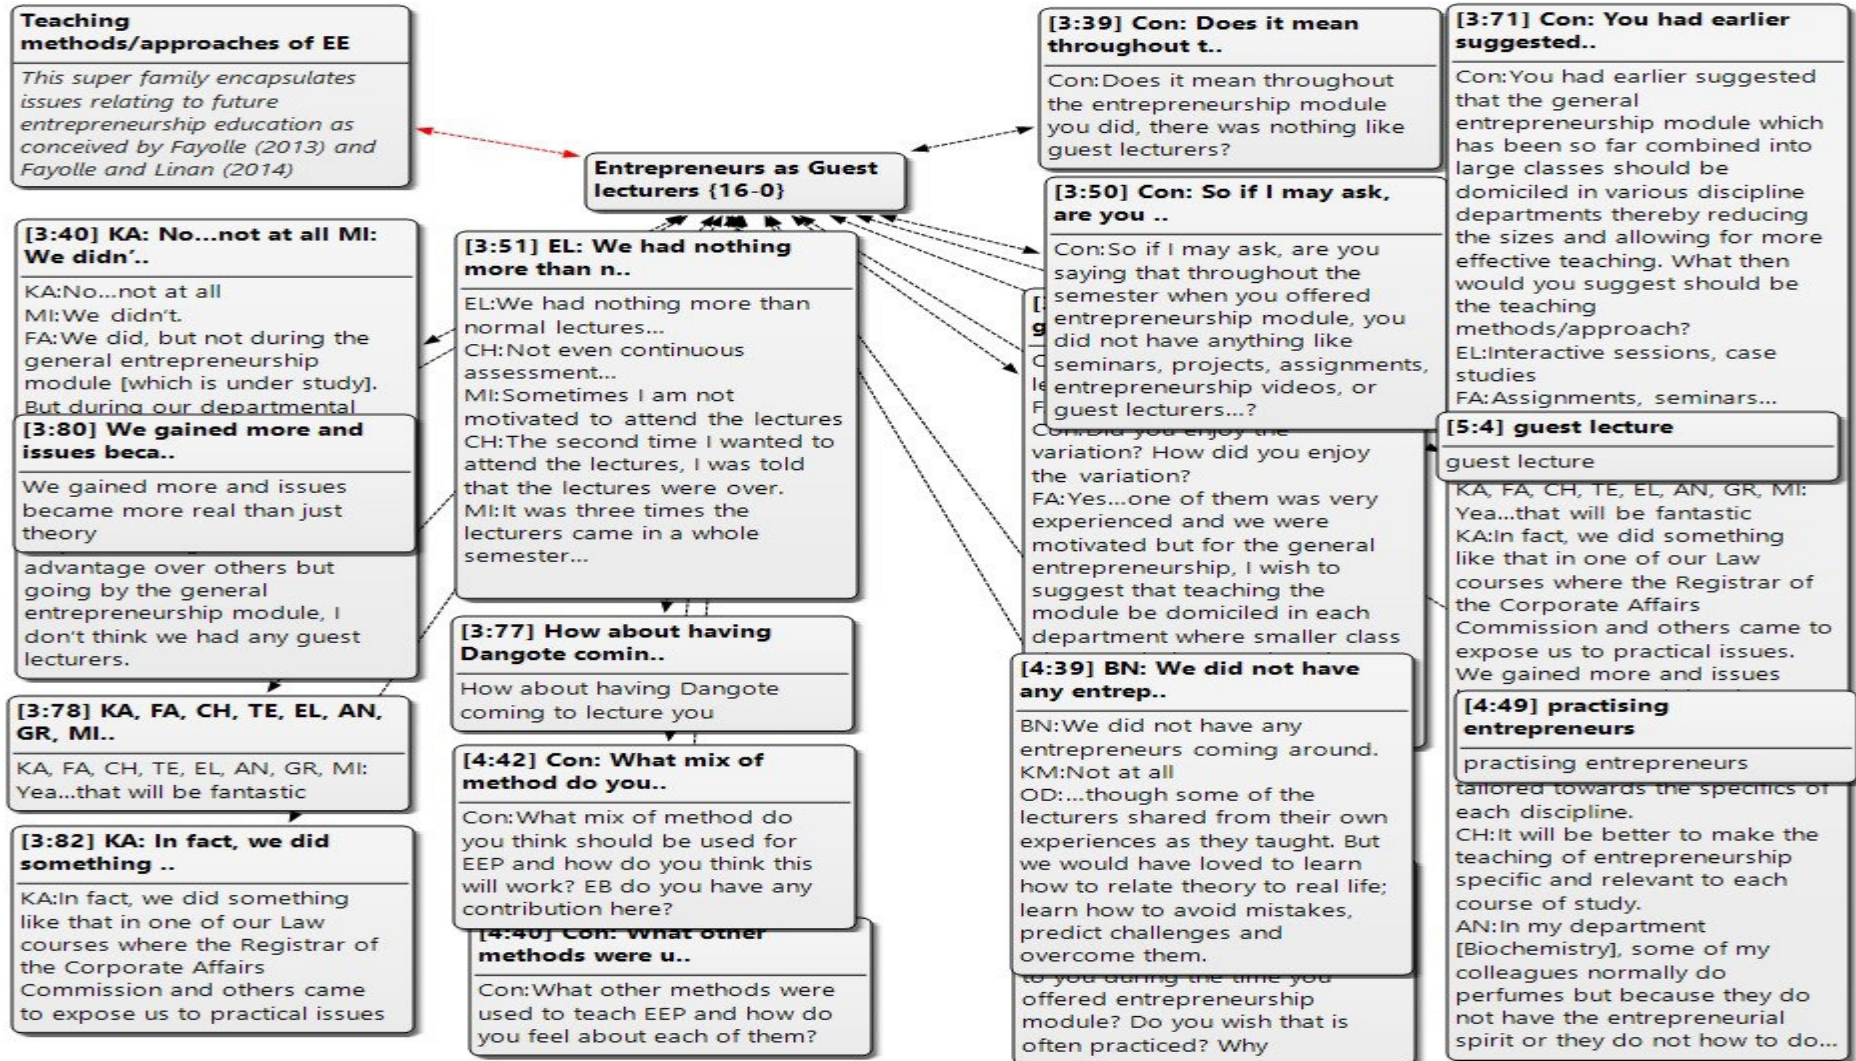 Teaching
methods/approaches of EE
This super family encapsulates
issues relating to future
entrepreneurship education as
conceived by Fayolle (2013) and
Fayolle and Linan (2014)
Entrepreneurs as Guest
lecturers {16-0}
[3:40] KA: No...not at all MI:
We didn’..
KA:No...not at all
MI:We didn’t.
FA:We did, but not during the
general entrepreneurship
module [which is under study].
But during our departmental
[3:80] We gained more and
issues beca..
We gained more and issues
became more real than just
theory
advantage over others but
going by the general
entrepreneurship module, I
don’t think we had any guest
lecturers.
[3:78] KA, FA, CH, TE, EL, AN,
GR, MI..
KA, FA, CH, TE, EL, AN, GR, MI:
Yea...that will be fantastic
[3:82] KA: In fact, we did
something ..
KA:In fact, we did something
like that in one of our Law
courses where the Registrar of
the Corporate Affairs
Commission and others came
to expose us to practical issues
[3:51] EL: We had nothing
more than n..
EL:We had nothing more than
normal lectures...
CH:Not even continuous
assessment...
MI:Sometimes I am not
motivated to attend the lectures
CH:The second time I wanted to
attend the lectures, I was told
that the lectures were over.
MI:It was three times the
lecturers came in a whole
semester...
[3:77] How about having
Dangote comin..
How about having Dangote
coming to lecture you
[4:42] Con: What mix of
method do you..
Con:What mix of method do
you think should be used for
EEP and how do you think this
will work? EB do you have any
contribution here?
[4:40] Con: What other
methods were u..
Con:What other methods were
used to teach EEP and how do
you feel about each of them?
[3:39] Con: Does it mean
throughout t..
Con:Does it mean throughout
the entrepreneurship module
you did, there was nothing like
guest lecturers?
[3:50] Con: So if I may ask,
are you ..
Con:So if I may ask, are you
saying that throughout the
semester when you offered
entrepreneurship module, you
did not have anything like
seminars, projects, assignments,
entrepreneurship videos, or
guest lecturers...?
Con:Did you enjoy the
variation? How did you enjoy
the variation?
FA:Yes...one of them was very
experienced and we were
motivated but for the general
entrepreneurship, I wish to
suggest that teaching the
module be domiciled in each
department where smaller class
[4:39] BN: We did not have
any entrep..
BN:We did not have any
entrepreneurs coming around.
KM:Not at all
OD:...though some of the
lecturers shared from their own
experiences as they taught. But
we would have loved to learn
how to relate theory to real life;
learn how to avoid mistakes,
predict challenges and
overcome them.
to you during the time you
offered entrepreneurship
module? Do you wish that is
often practiced? Why
[3:71] Con: You had earlier
suggested..
Con:You had earlier suggested
that the general
entrepreneurship module which
has been so far combined into
large classes should be
domiciled in various discipline
departments thereby reducing
the sizes and allowing for more
effective teaching. What then
would you suggest should be
the teaching
methods/approach?
EL:Interactive sessions, case
studies
FA:Assignments, seminars...
[5:4] guest lecture
guest lecture
KA, FA, CH, TE, EL, AN, GR, MI:
Yea...that will be fantastic
KA:In fact, we did something
like that in one of our Law
courses where the Registrar of
the Corporate Affairs
Commission and others came to
expose us to practical issues.
We gained more and issues
[4:49] practising
entrepreneurs
practising entrepreneurs
tailored towards the specifics of
each discipline.
CH:It will be better to make the
teaching of entrepreneurship
specific and relevant to each
course of study.
AN:In my department
[Biochemistry], some of my
colleagues normally do
perfumes but because they do
not have the entrepreneurial
spirit or they do not how to do...